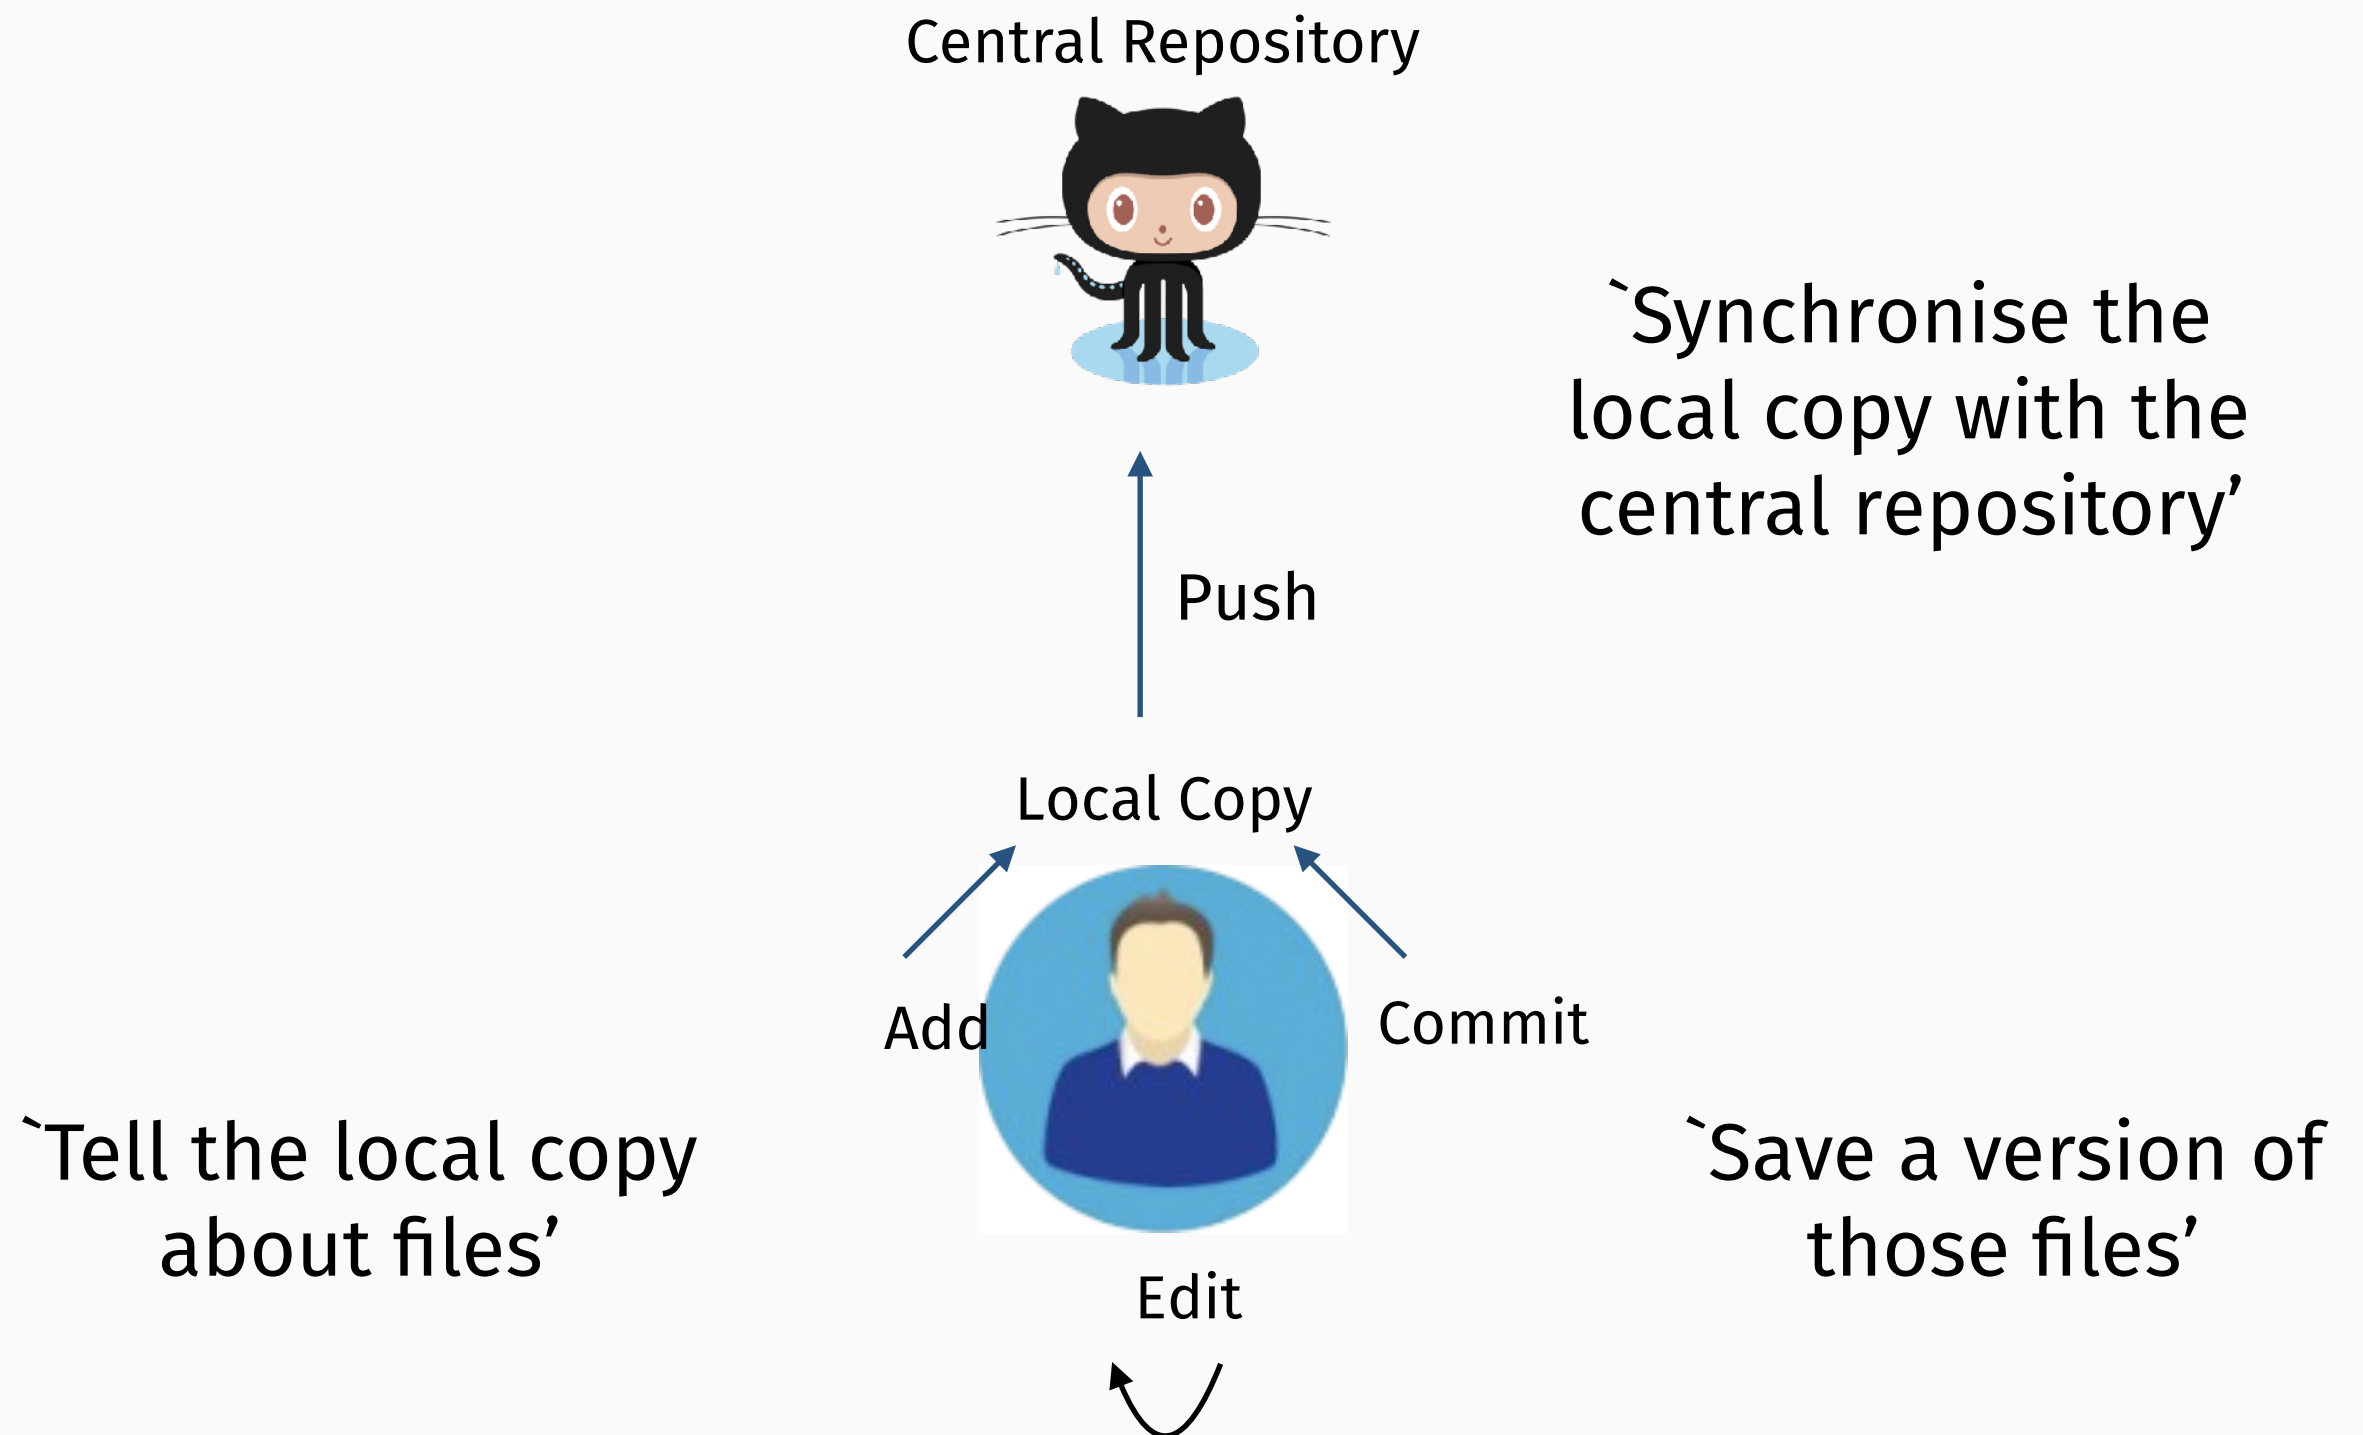 Central Repository
`Synchronise the
local copy with the
central repository’
Push
Local Copy
Add
Commit
`Tell the local copy
about files’
`Save a version of
those files’
Edit